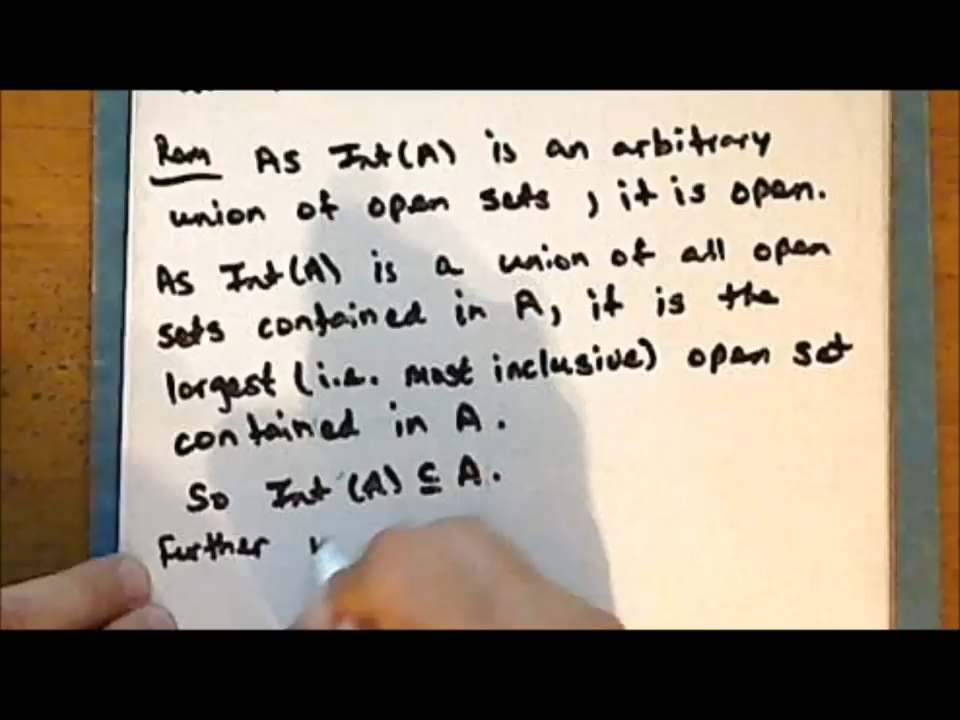 Rem As Int(A) is an arbitrary
union of open sets, it is open.
As Int(A) is a union of all open
sets contained in A, it is the
largest (i.e. most inclusive) open set
contained in A.
So Int (A) ⊆ A.
Further